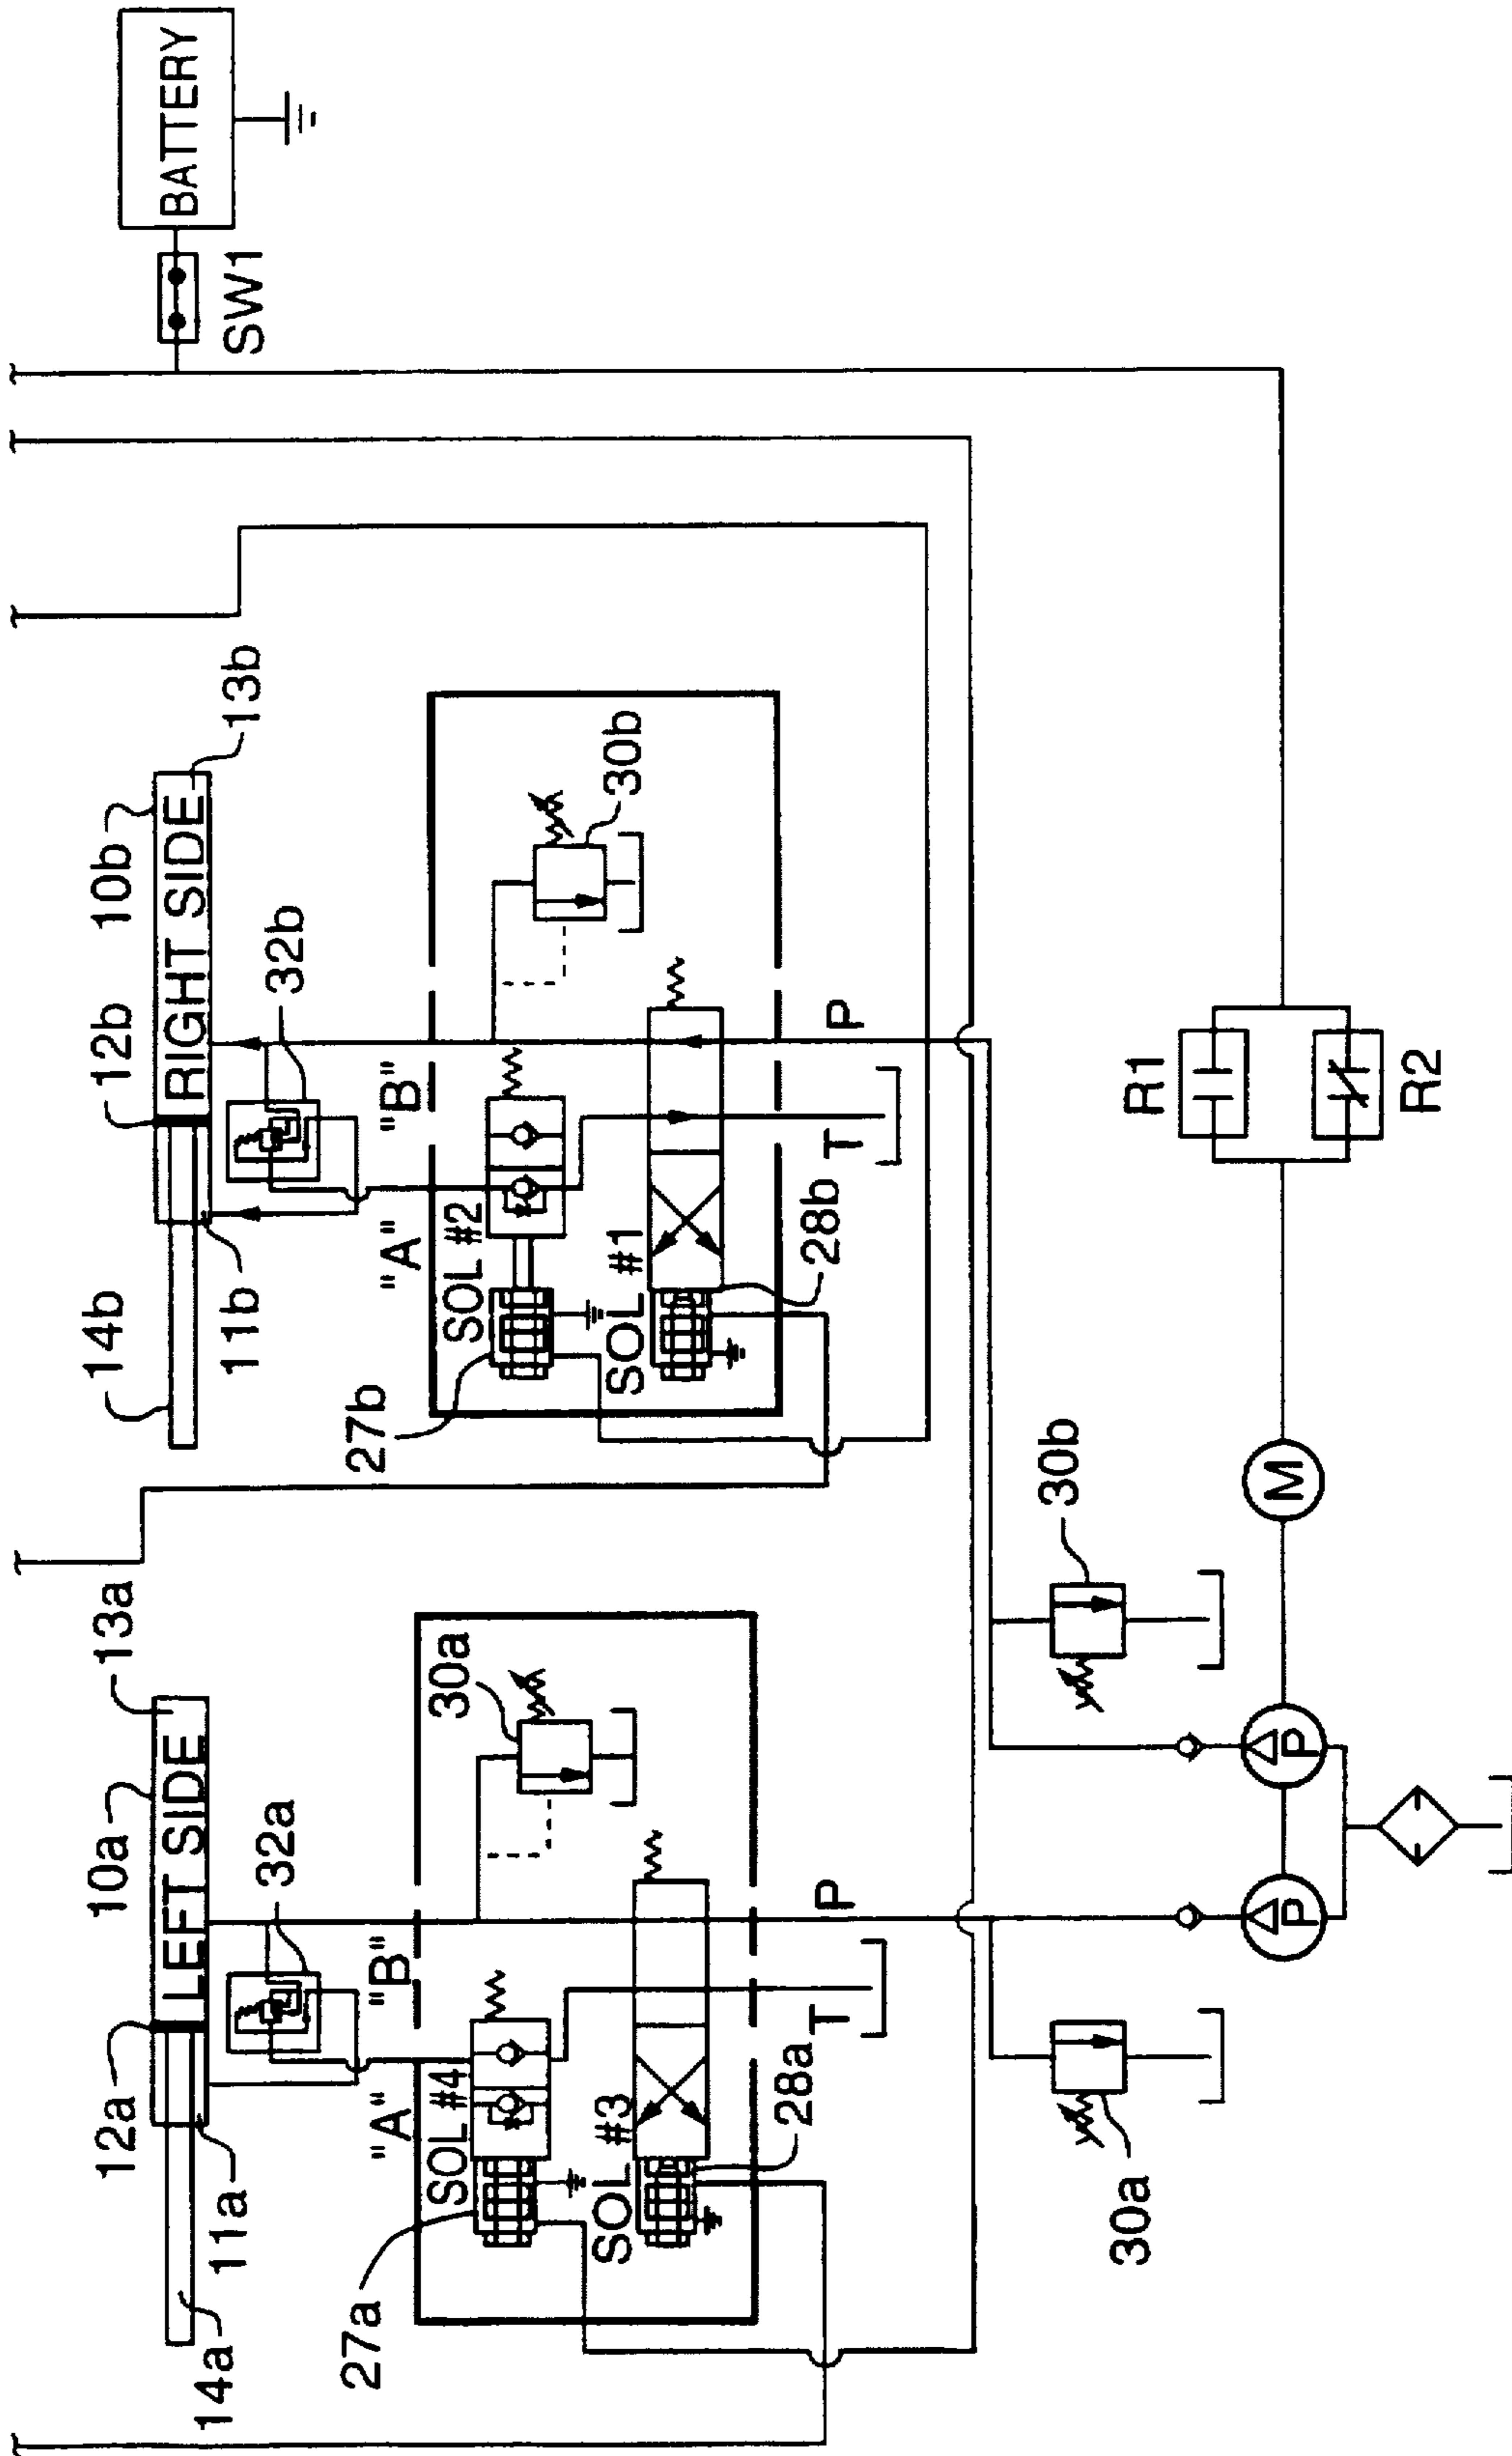 BATTERY
SW1
14a
12a
10a
13a
LEFT SIDE
11a
32a
14b
12b
10b
13b
RIGHT SIDE
11b
32b
"A"
"B"
27a
SOL #4
30a
SOL #3
28a
T
P
"A"
"B"
27b
SOL #2
30b
SOL #1
28b
T
P
30a
30b
P
P
M
R1
R2